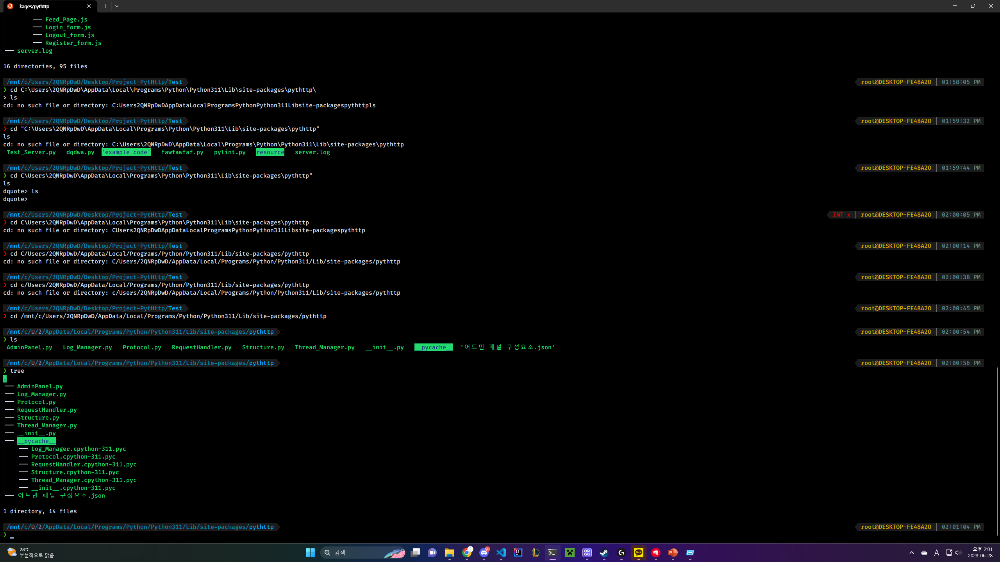 ..kages/pythttp
├── Feed_Page.js
├── Login_form.js
├── Logout_form.js
└── Register_form.js
└── server.log
16 directories, 95 files
/mnt/c/Users/2QNRpDwD/Desktop/Project-PytHttp/Test root@DESKTOP-FE48A2O 01:58:05 PM
❯ cd C:\Users\2QNRpDwD\AppData\Local\Programs\Python\Python311\Lib\site-packages\pythttp\
> ls
cd: no such file or directory: C:Users2QNRpDwDAppDataLocalProgramsPythonPython311Libsite-packagespythttpls
/mnt/c/Users/2QNRpDwD/Desktop/Project-PytHttp/Test root@DESKTOP-FE48A2O 01:59:32 PM
❯ cd "C:\Users\2QNRpDwD\AppData\Local\Programs\Python\Python311\Lib\site-packages\pythttp"
ls
cd: no such file or directory: C:\Users\2QNRpDwD\AppData\Local\Programs\Python\Python311\Lib\site-packages\pythttp
Test_Server.py dqdwa.py 'example code' fawfawfaf.py pylint.py resource server.log
/mnt/c/Users/2QNRpDwD/Desktop/Project-PytHttp/Test root@DESKTOP-FE48A2O 01:59:44 PM
❯ cd C\Users\2QNRpDwD\AppData\Local\Programs\Python\Python311\Lib\site-packages\pythttp"
ls
dquote> ls
dquote>
/mnt/c/Users/2QNRpDwD/Desktop/Project-PytHttp/Test INT ✗ root@DESKTOP-FE48A2O 02:00:05 PM
❯ cd C\Users\2QNRpDwD\AppData\Local\Programs\Python\Python311\Lib\site-packages\pythttp
cd: no such file or directory: CUsers2QNRpDwDAppDataLocalProgramsPythonPython311Libsite-packagespythttp
/mnt/c/Users/2QNRpDwD/Desktop/Project-PytHttp/Test root@DESKTOP-FE48A2O 02:00:14 PM
❯ cd C/Users/2QNRpDwD/AppData/Local/Programs/Python/Python311/Lib/site-packages/pythttp
cd: no such file or directory: C/Users/2QNRpDwD/AppData/Local/Programs/Python/Python311/Lib/site-packages/pythttp
/mnt/c/Users/2QNRpDwD/Desktop/Project-PytHttp/Test root@DESKTOP-FE48A2O 02:00:38 PM
❯ cd c/Users/2QNRpDwD/AppData/Local/Programs/Python/Python311/Lib/site-packages/pythttp
cd: no such file or directory: c/Users/2QNRpDwD/AppData/Local/Programs/Python/Python311/Lib/site-packages/pythttp
/mnt/c/Users/2QNRpDwD/Desktop/Project-PytHttp/Test root@DESKTOP-FE48A2O 02:00:45 PM
❯ cd /mnt/c/Users/2QNRpDwD/AppData/Local/Programs/Python/Python311/Lib/site-packages/pythttp
/mnt/c/U/2/AppData/Local/Programs/Python/Python311/Lib/site-packages/pythttp root@DESKTOP-FE48A2O 02:00:54 PM
❯ ls
AdminPanel.py Log_Manager.py Protocol.py RequestHandler.py Structure.py Thread_Manager.py __init__.py __pycache__ '어드민 패널 구성요소.json'
/mnt/c/U/2/AppData/Local/Programs/Python/Python311/Lib/site-packages/pythttp root@DESKTOP-FE48A2O 02:00:56 PM
❯ tree
.
├── AdminPanel.py
├── Log_Manager.py
├── Protocol.py
├── RequestHandler.py
├── Structure.py
├── Thread_Manager.py
├── __init__.py
├── __pycache__
│   ├── Log_Manager.cpython-311.pyc
│   ├── Protocol.cpython-311.pyc
│   ├── RequestHandler.cpython-311.pyc
│   ├── Structure.cpython-311.pyc
│   ├── Thread_Manager.cpython-311.pyc
│   └── __init__.cpython-311.pyc
└── 어드민 패널 구성요소.json
1 directory, 14 files
/mnt/c/U/2/AppData/Local/Programs/Python/Python311/Lib/site-packages/pythttp root@DESKTOP-FE48A2O 02:01:04 PM
❯ _
28°C
부분적으로 맑음
검색
9+
IJ
OP.GG
TALK
P
A
오후 2:01
2023-06-28